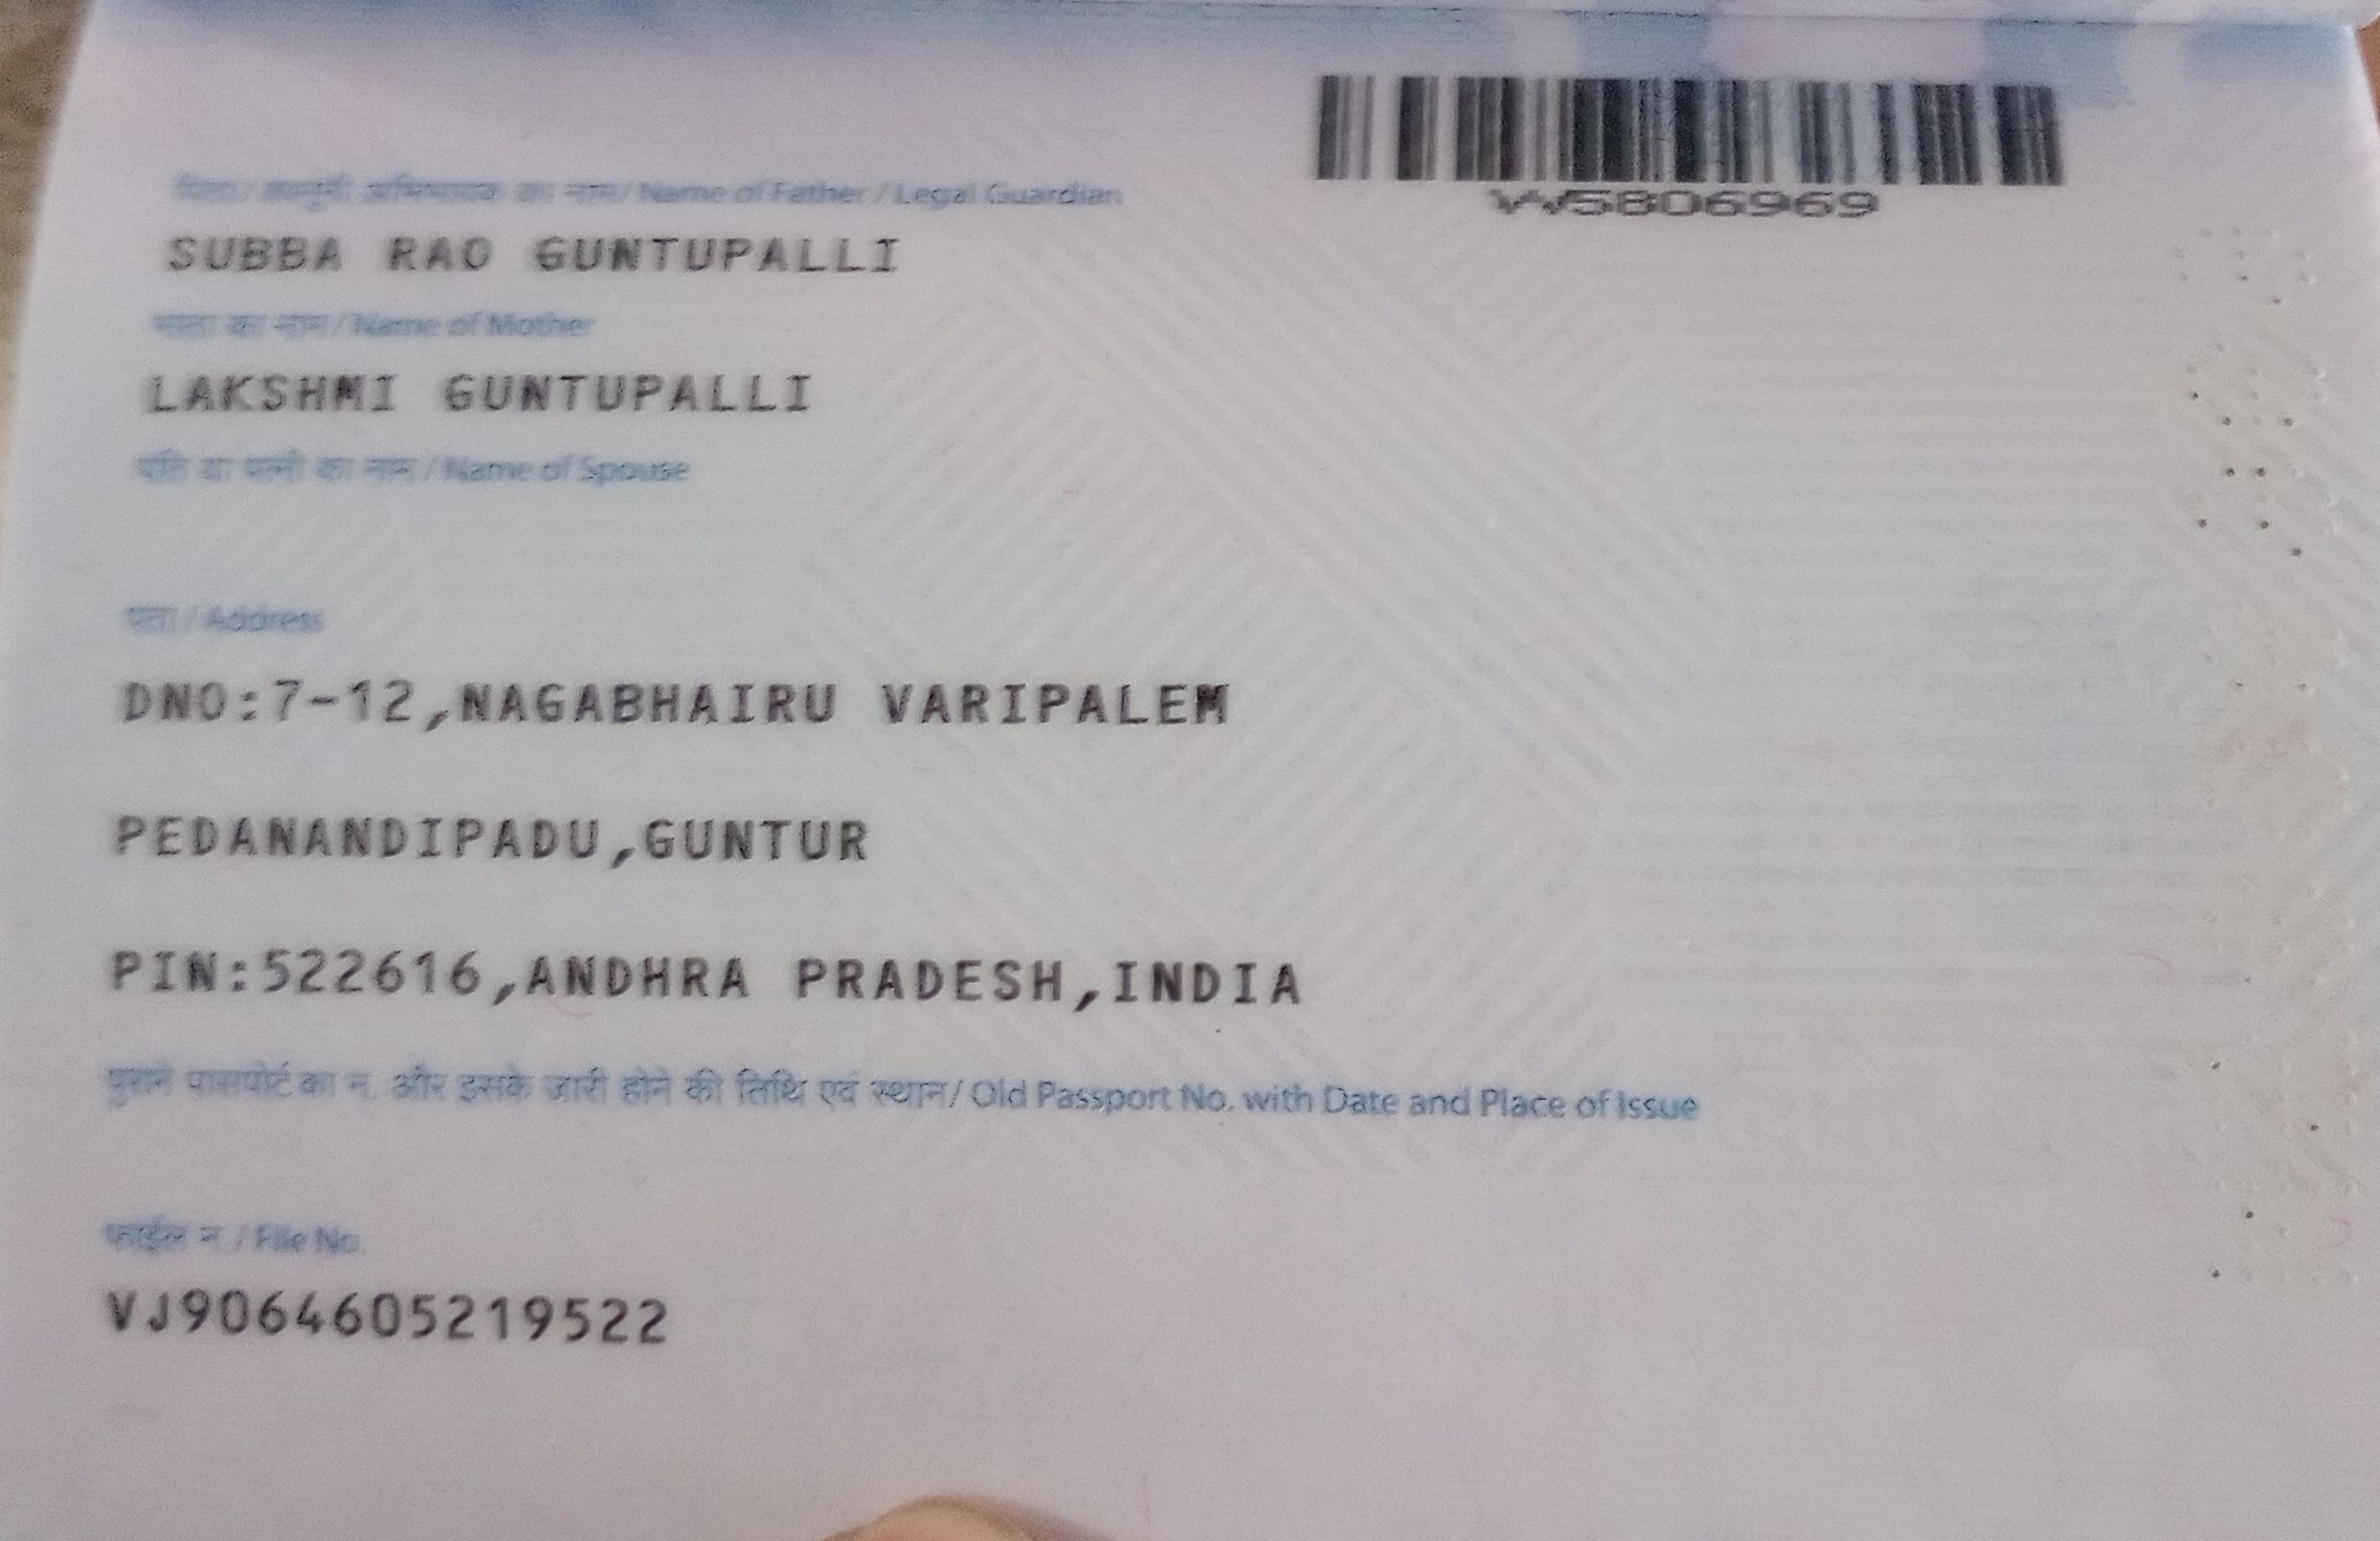 W5806969
पिता / कानूनी अभिभावक का नाम / Name of Father / Legal Guardian
SUBBA RAO GUNTUPALLI
माता का नाम / Name of Mother
LAKSHMI GUNTUPALLI
पति या पत्नी का नाम / Name of Spouse
पता / Address
DNO:7-12,NAGABHAIRU VARIPALEM
PEDANANDIPADU,GUNTUR
PIN:522616,ANDHRA PRADESH,INDIA
पुराने पासपोर्ट का न. और इसके जारी होने की तिथि एवं स्थान/ Old Passport No. with Date and Place of Issue
फाईल न. / File No.
VJ9064605219522